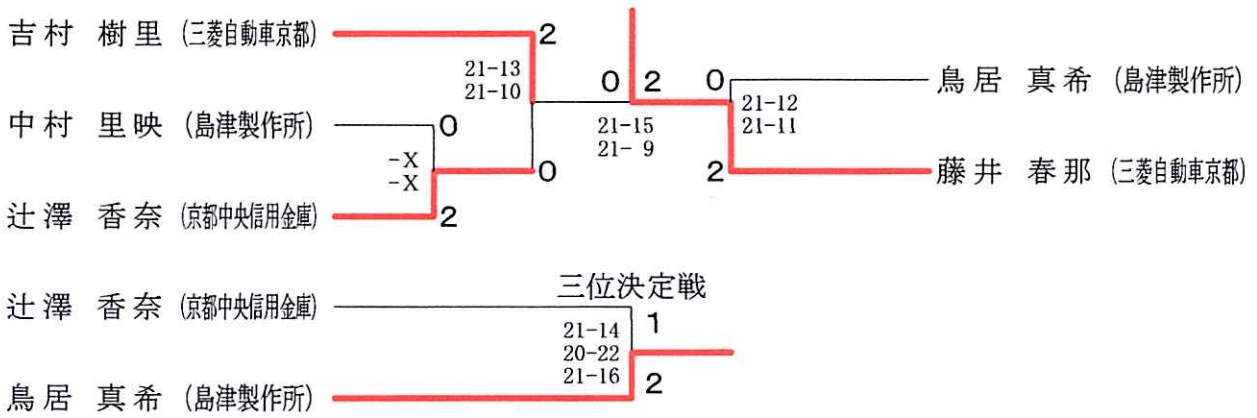 吉村 樹里 (三菱自動車京都)
2
21-13
21-10
0 2 0
鳥居 真希 (島津製作所)
21-12
21-11
中村 里映 (島津製作所)
0
21-15
21- 9
-X
-X
0
2
藤井 春那 (三菱自動車京都)
辻澤 香奈 (京都中央信用金庫)
2
三位決定戦
辻澤 香奈 (京都中央信用金庫)
1
21-14
20-22
21-16
2
鳥居 真希 (島津製作所)